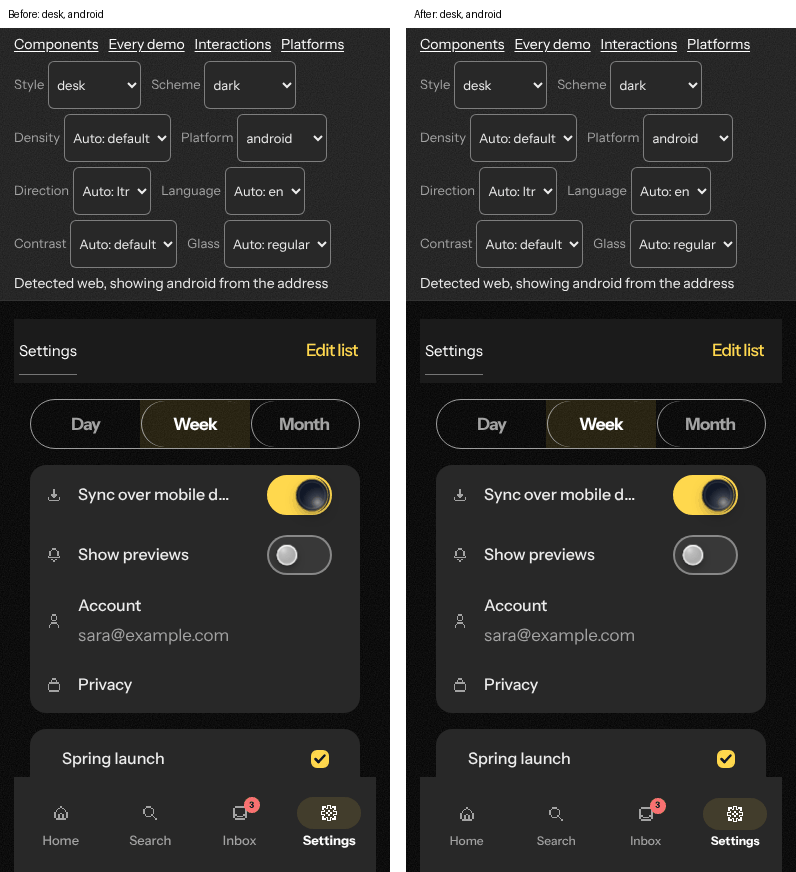 Before: desk, android
Components Every demo Interactions Platforms
Style desk Scheme dark
Density Auto: default Platform android
Direction Auto: ltr Language Auto: en
Contrast Auto: default Glass Auto: regular
Detected web, showing android from the address
Settings Edit list
Day Week Month
Sync over mobile d...
Show previews
Account
sara@example.com
Privacy
Spring launch
3
Home Search Inbox Settings
After: desk, android
Components Every demo Interactions Platforms
Style desk Scheme dark
Density Auto: default Platform android
Direction Auto: ltr Language Auto: en
Contrast Auto: default Glass Auto: regular
Detected web, showing android from the address
Settings Edit list
Day Week Month
Sync over mobile d...
Show previews
Account
sara@example.com
Privacy
Spring launch
3
Home Search Inbox Settings